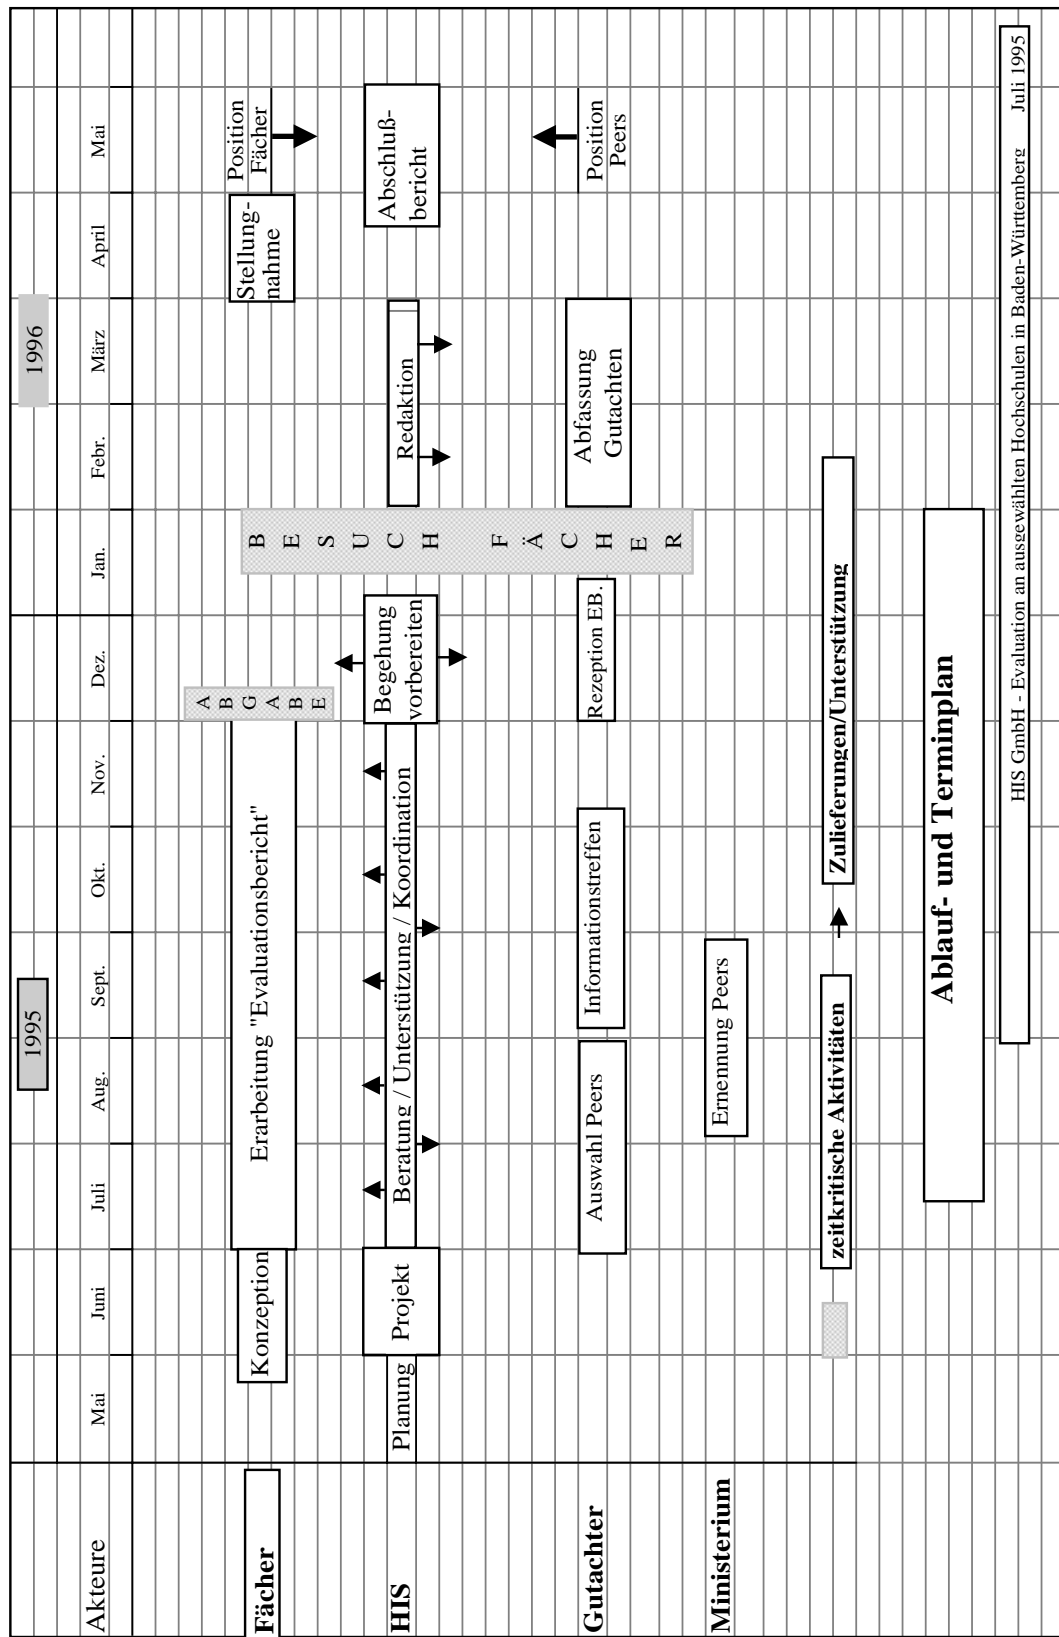 1995
1996
Akteure
Mai
Juni
Juli
Aug.
Sept.
Okt.
Nov.
Dez.
Jan.
Febr.
März
April
Mai
Fächer
Konzeption
Erarbeitung "Evaluationsbericht"
ABGABE
Stellung-
nahme
Position
Fächer
HIS
Planung
Projekt
Beratung / Unterstützung / Koordination
Begehung
vorbereiten
BESUCH FÄCHER
Redaktion
Abschluß-
bericht
Gutachter
Auswahl Peers
Informationstreffen
Rezeption EB.
Abfassung
Gutachten
Position
Peers
Ministerium
Ernennung Peers
zeitkritische Aktivitäten
Zulieferungen/Unterstützung
Ablauf- und Terminplan
HIS GmbH - Evaluation an ausgewählten Hochschulen in Baden-Württemberg Juli 1995